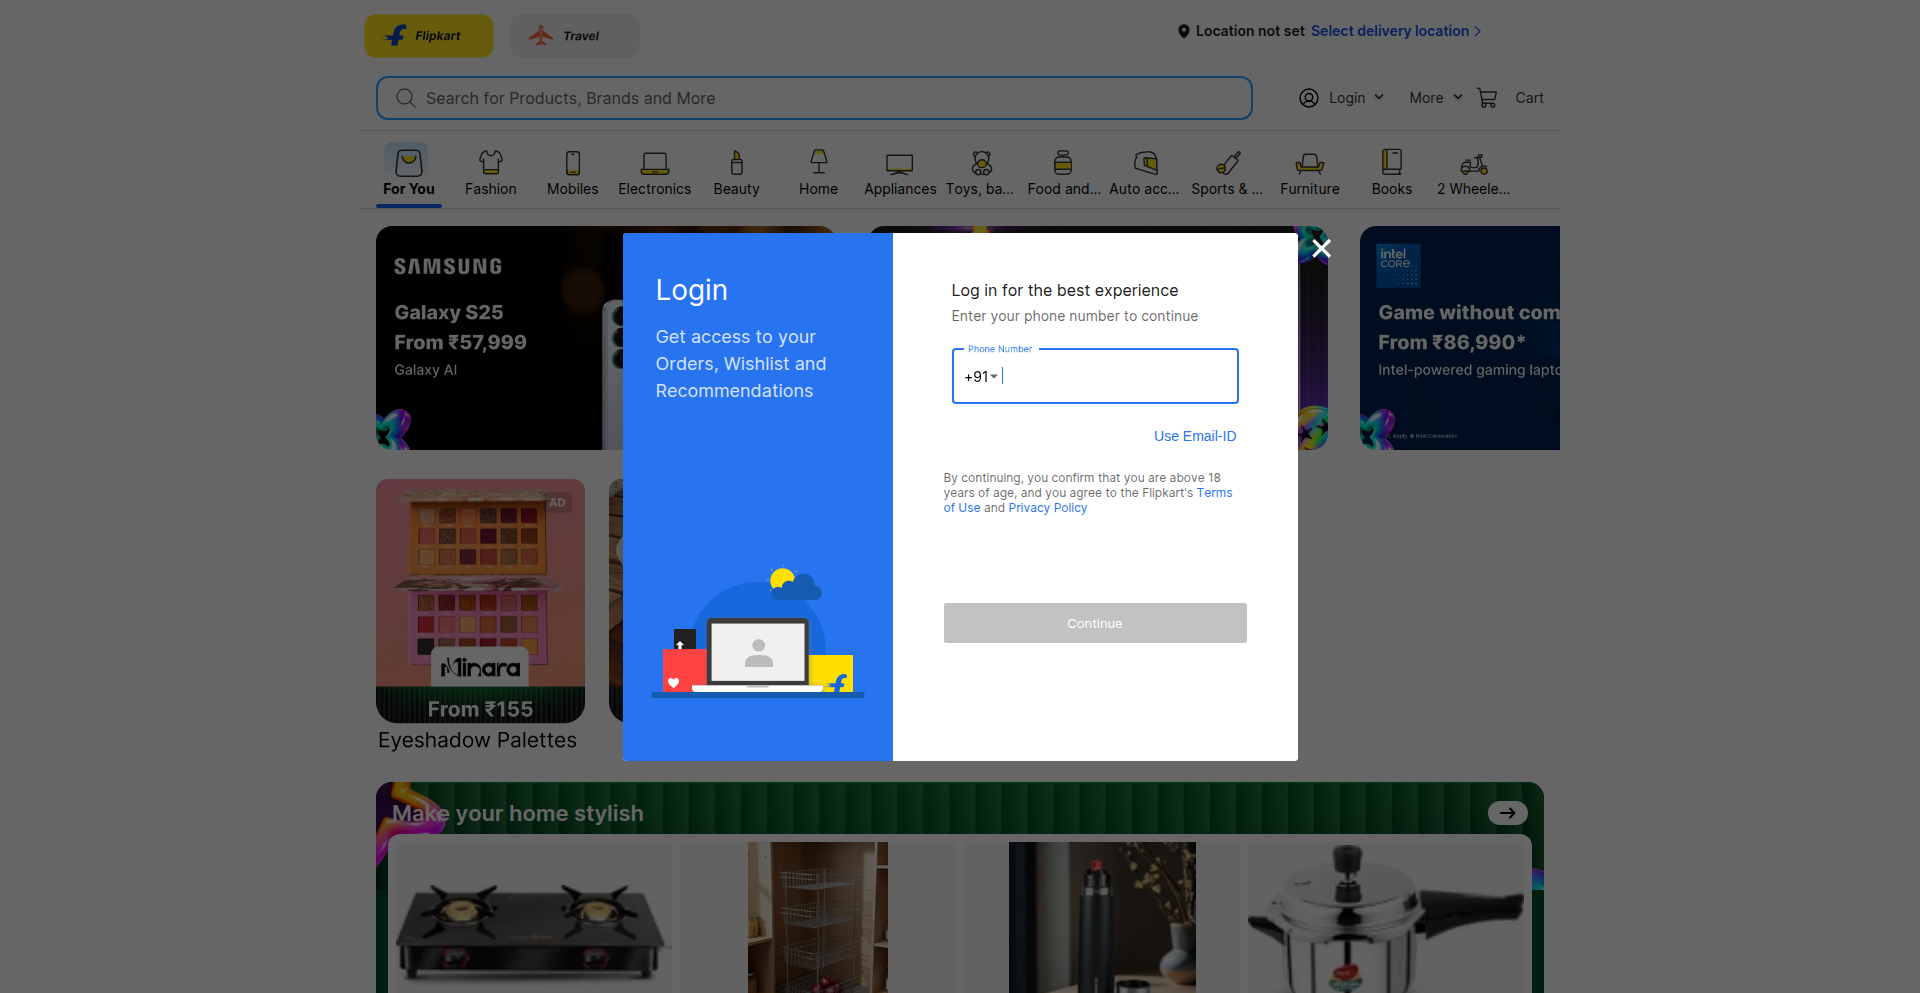 Flipkart
Travel
Location not set Select delivery location
Search for Products, Brands and More
Login
More
Cart
For You
Fashion
Mobiles
Electronics
Beauty
Home
Appliances
Toys, ba...
Food and...
Auto acc...
Sports & ...
Furniture
Books
2 Wheele...
SAMSUNG
Galaxy S25
From ₹57,999
Galaxy AI
Login
Get access to your
Orders, Wishlist and
Recommendations
Log in for the best experience
Enter your phone number to continue
Phone Number
+91
Use Email-ID
By continuing, you confirm that you are above 18
years of age, and you agree to the Flipkart's Terms
of Use and Privacy Policy
Continue
intel
CORE
Game without com
From ₹86,990*
Intel-powered gaming lapto
Apply. © Intel Corporation
AD
Minara
From ₹155
Eyeshadow Palettes
Make your home stylish